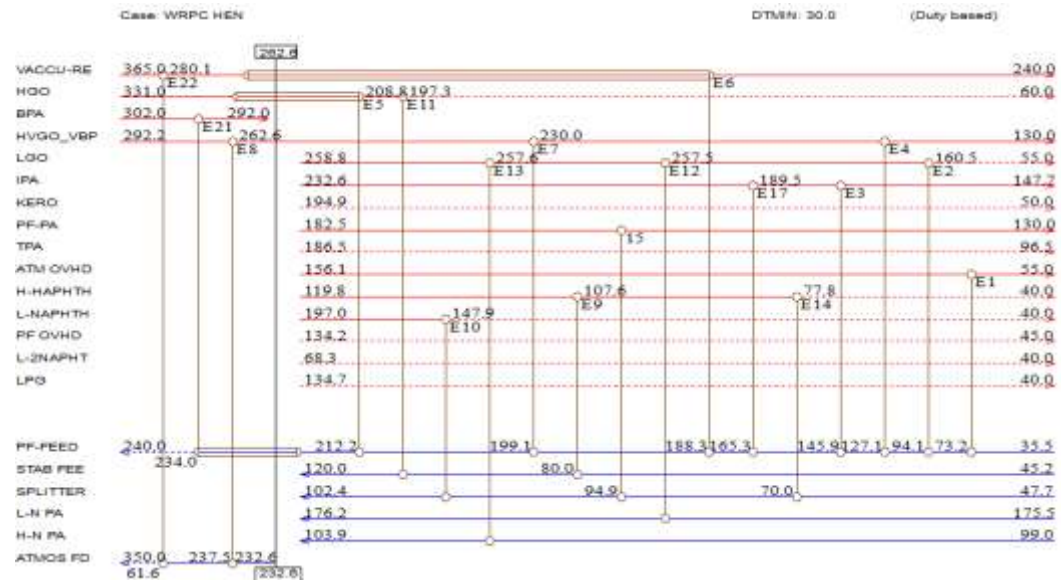 Case: WRPC HEN DTMIN: 30.0 (Duty based)
262.6
VACCU-RE 365.0 280.1 E22 E6 240.0
HGO 331.0 E5 208.8 197.3 E11 60.0
BPA 302.0 E21 292.0
HVGO_VBP 292.2 E8 262.6 230.0 E7 E4 130.0
LGO 258.8 257.6 E13 257.5 E12 E2 160.5 55.0
IPA 232.6 189.5 E17 E3 147.7
KERO 194.9 50.0
PF-PA 182.5 15 130.0
TPA 186.5 96.5
ATM OVHD 156.1 E1 55.0
H-HAPHTH 119.8 107.6 E9 77.8 E14 40.0
L-NAPHTH 197.0 147.9 E10 40.0
PF OVHD 134.2 45.0
L-2NAPHT 68.3 40.0
LPG 134.7 40.0
PF-FEED 240.0 234.0 212.2 199.1 188.3 165.3 145.9 127.1 94.1 73.2 35.5
STAB FEE 120.0 80.0 45.2
SPLITTER 102.4 94.9 70.0 47.7
L-N PA 176.2 175.5
H-N PA 103.9 99.0
ATMOS FD 350.0 237.5 232.6
61.6 232.6